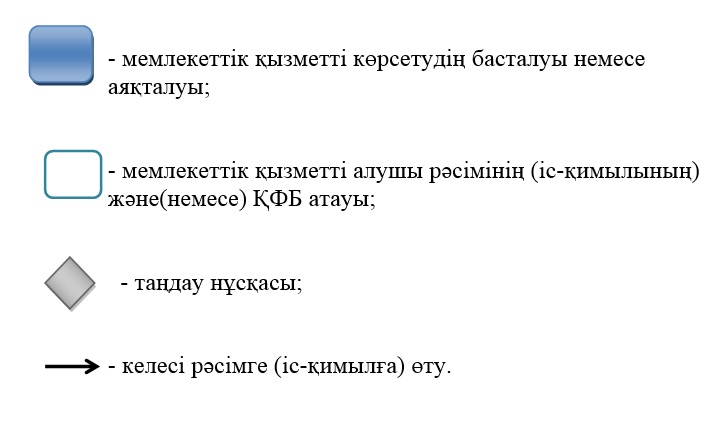 - мемлекеттік қызметті көрсетудің басталуы немесе
аяқталуы;
- мемлекеттік қызметті алушы рәсімінің (іс-қимылының)
және(немесе) ҚФБ атауы;
- таңдау нұсқасы;
- келесі рәсімге (іс-қимылға) өту.